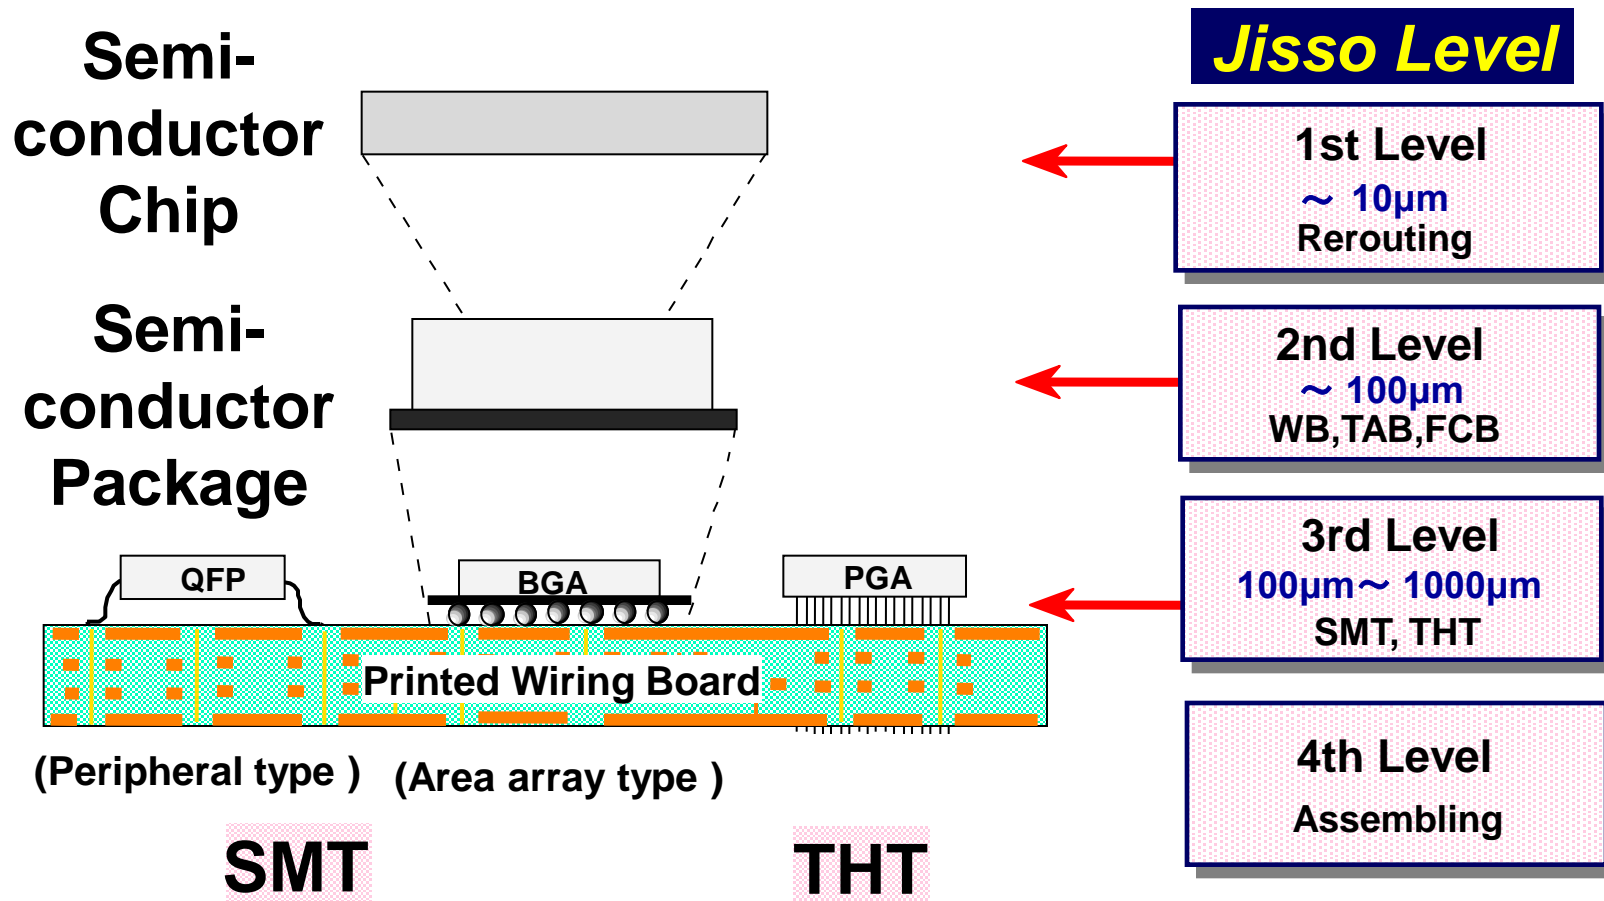 Semi-
conductor
Chip
Semi-
conductor
Package
QFP
BGA
PGA
Printed Wiring Board
(Peripheral type )
(Area array type )
SMT
THT
Jisso Level
1st Level
～ 10μm
Rerouting
2nd Level
～ 100μm
WB,TAB,FCB
3rd Level
100μm～ 1000μm
SMT, THT
4th Level
Assembling